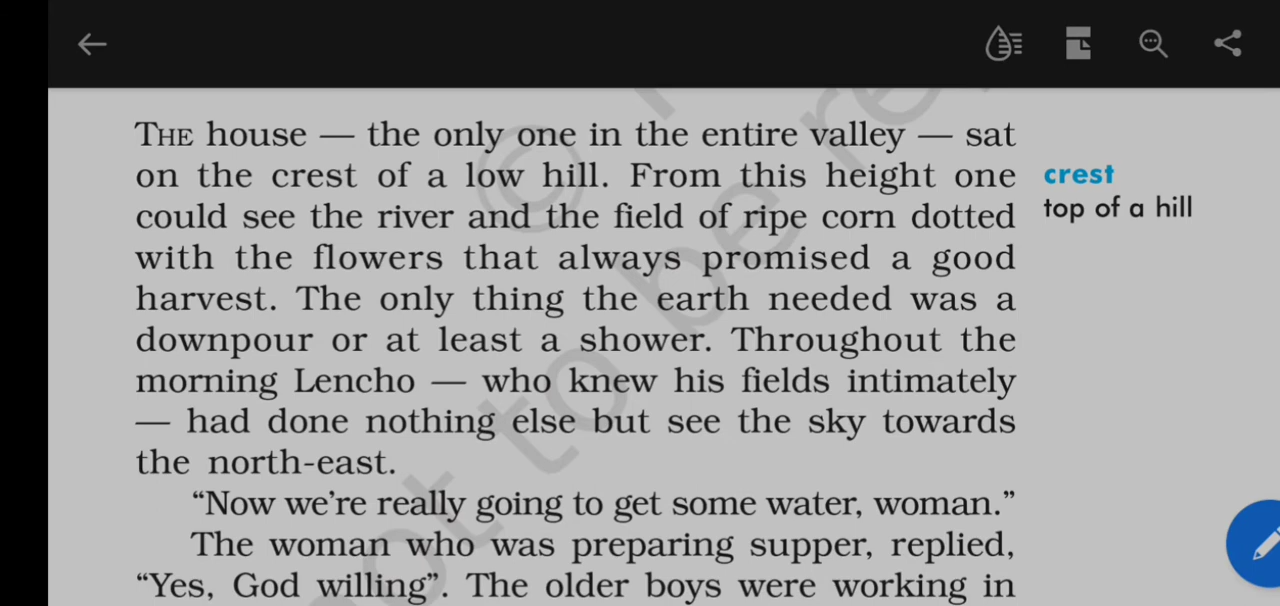 THE house — the only one in the entire valley — sat
on the crest of a low hill. From this height one
could see the river and the field of ripe corn dotted
with the flowers that always promised a good
harvest. The only thing the earth needed was a
downpour or at least a shower. Throughout the
morning Lencho — who knew his fields intimately
— had done nothing else but see the sky towards
the north-east.
“Now we’re really going to get some water, woman.”
The woman who was preparing supper, replied,
“Yes, God willing”. The older boys were working in
crest
top of a hill
©
not to be re